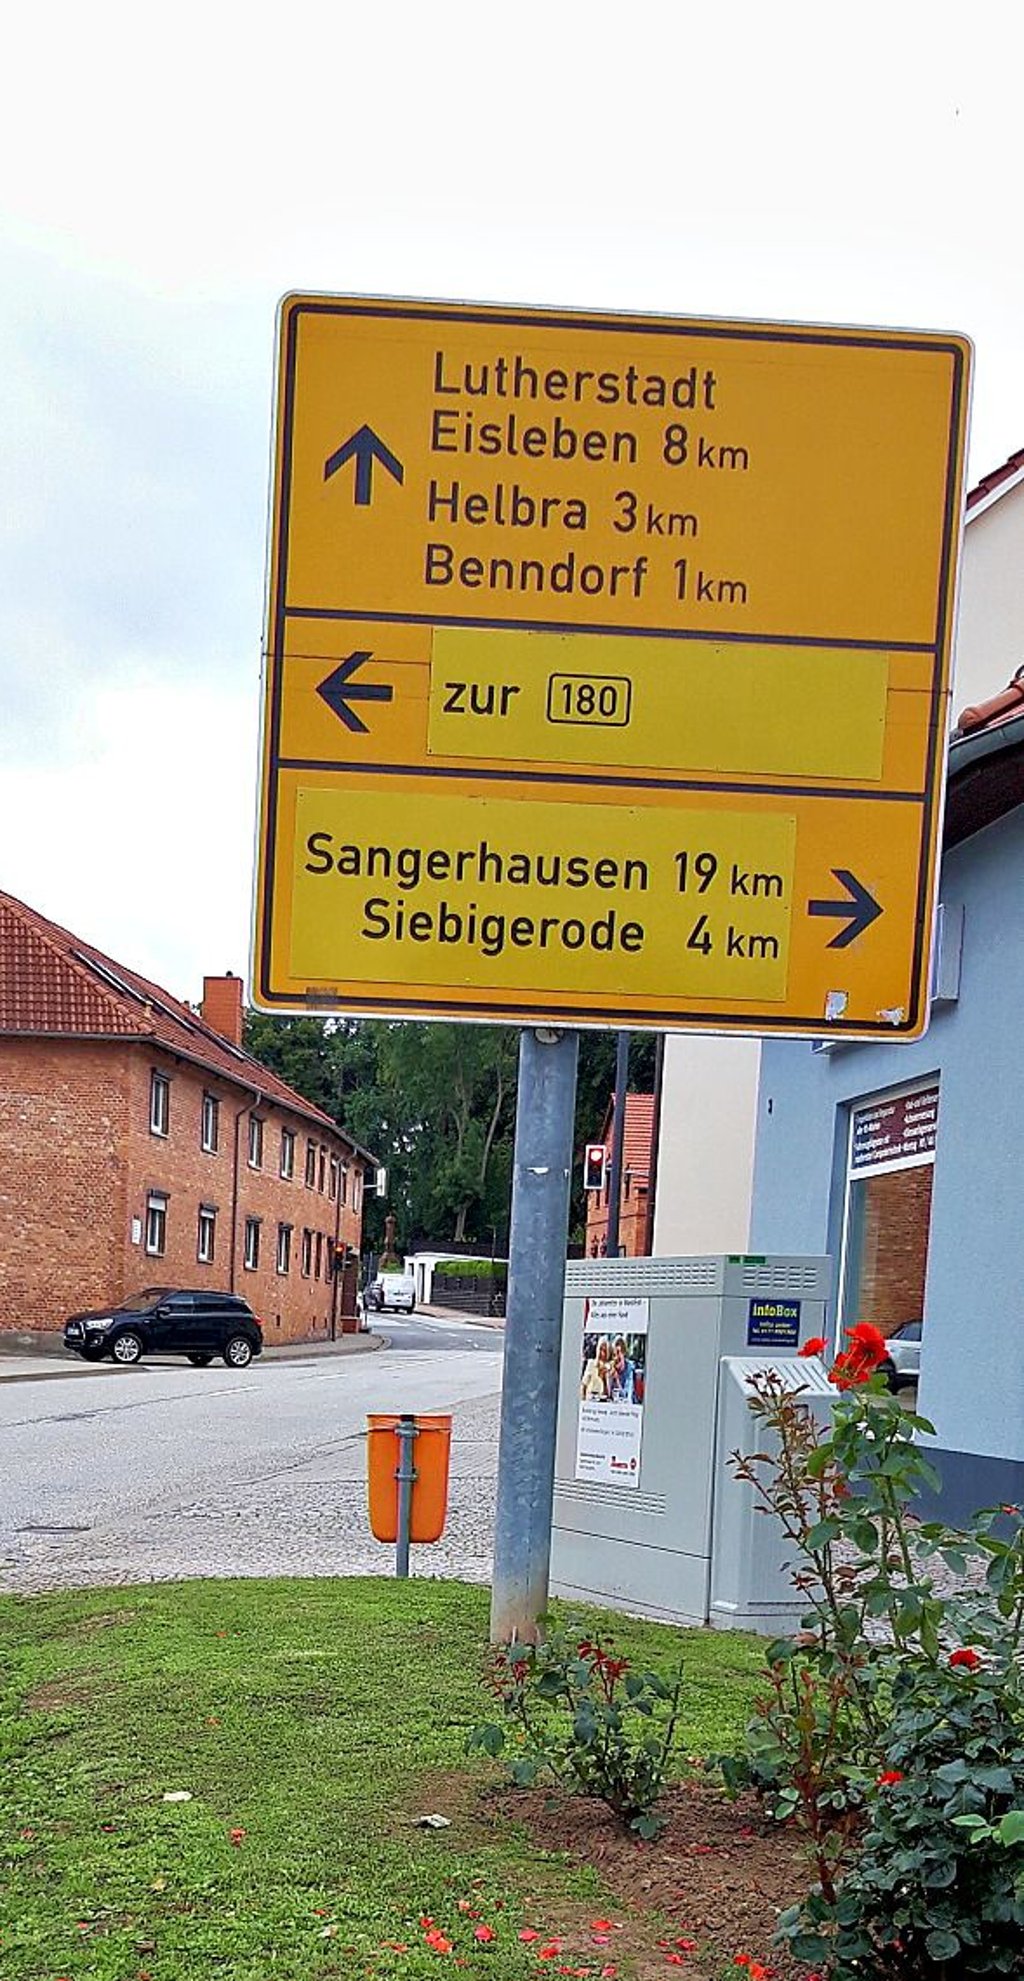 Lutherstadt
Eisleben 8 km
Helbra 3 km
Benndorf 1 km
zur 180
Sangerhausen 19 km
Siebigerode 4 km
infoBox